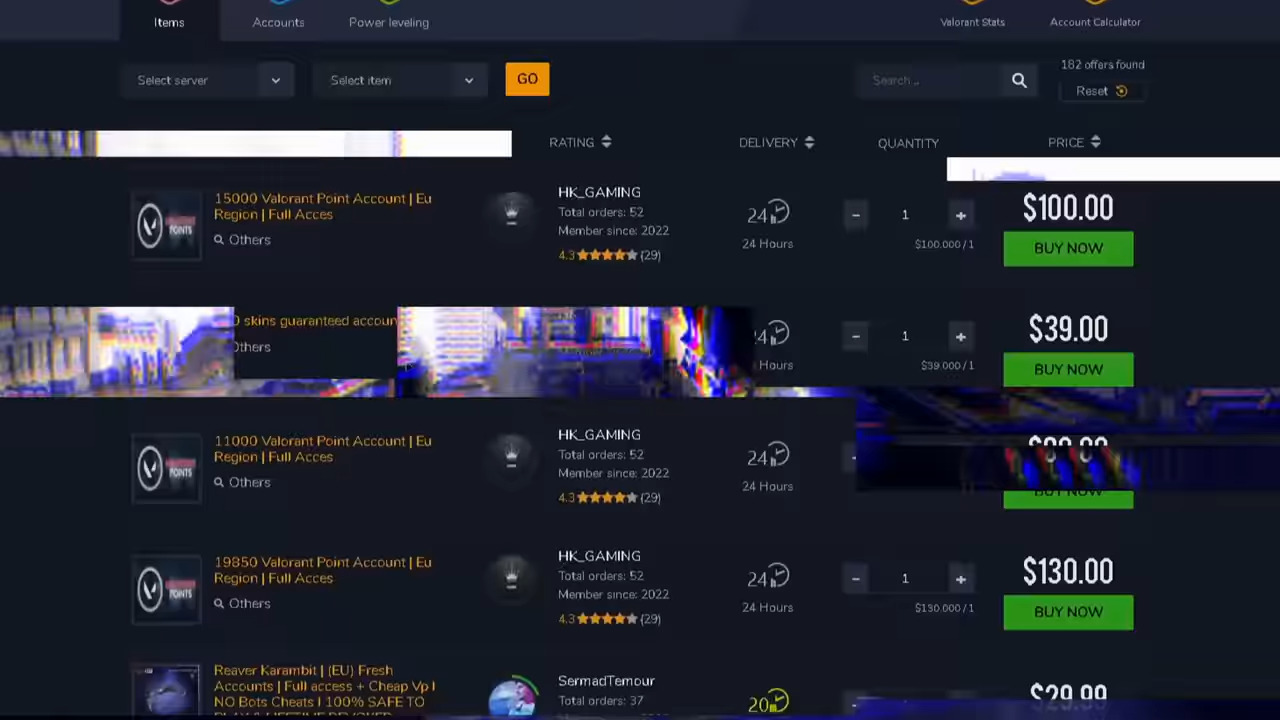 Items Accounts Power leveling Valorant Stats Account Calculator
Select server Select item GO Search... 182 offers found
Reset
RATING DELIVERY QUANTITY PRICE
15000 Valorant Point Account | Eu
Region | Full Acces
Others
HK_GAMING
Total orders: 52
Member since: 2022
4.3 (29)
24h
24 Hours
- 1 +
$100.000 / 1
$100.00
BUY NOW
skins guaranteed accoun
thers
Hours
- 1 +
$39.000 / 1
$39.00
BUY NOW
11000 Valorant Point Account | Eu
Region | Full Acces
Others
HK_GAMING
Total orders: 52
Member since: 2022
4.3 (29)
24h
24 Hours
BUY NOW
19850 Valorant Point Account | Eu
Region | Full Acces
Others
HK_GAMING
Total orders: 52
Member since: 2022
4.3 (29)
24h
24 Hours
- 1 +
$130.000 / 1
$130.00
BUY NOW
Reaver Karambit | (EU) Fresh
Accounts | Full access + Cheap Vp |
NO Bots Cheats | 100% SAFE TO
SermadTemour
Total orders: 37
20m
$29.99